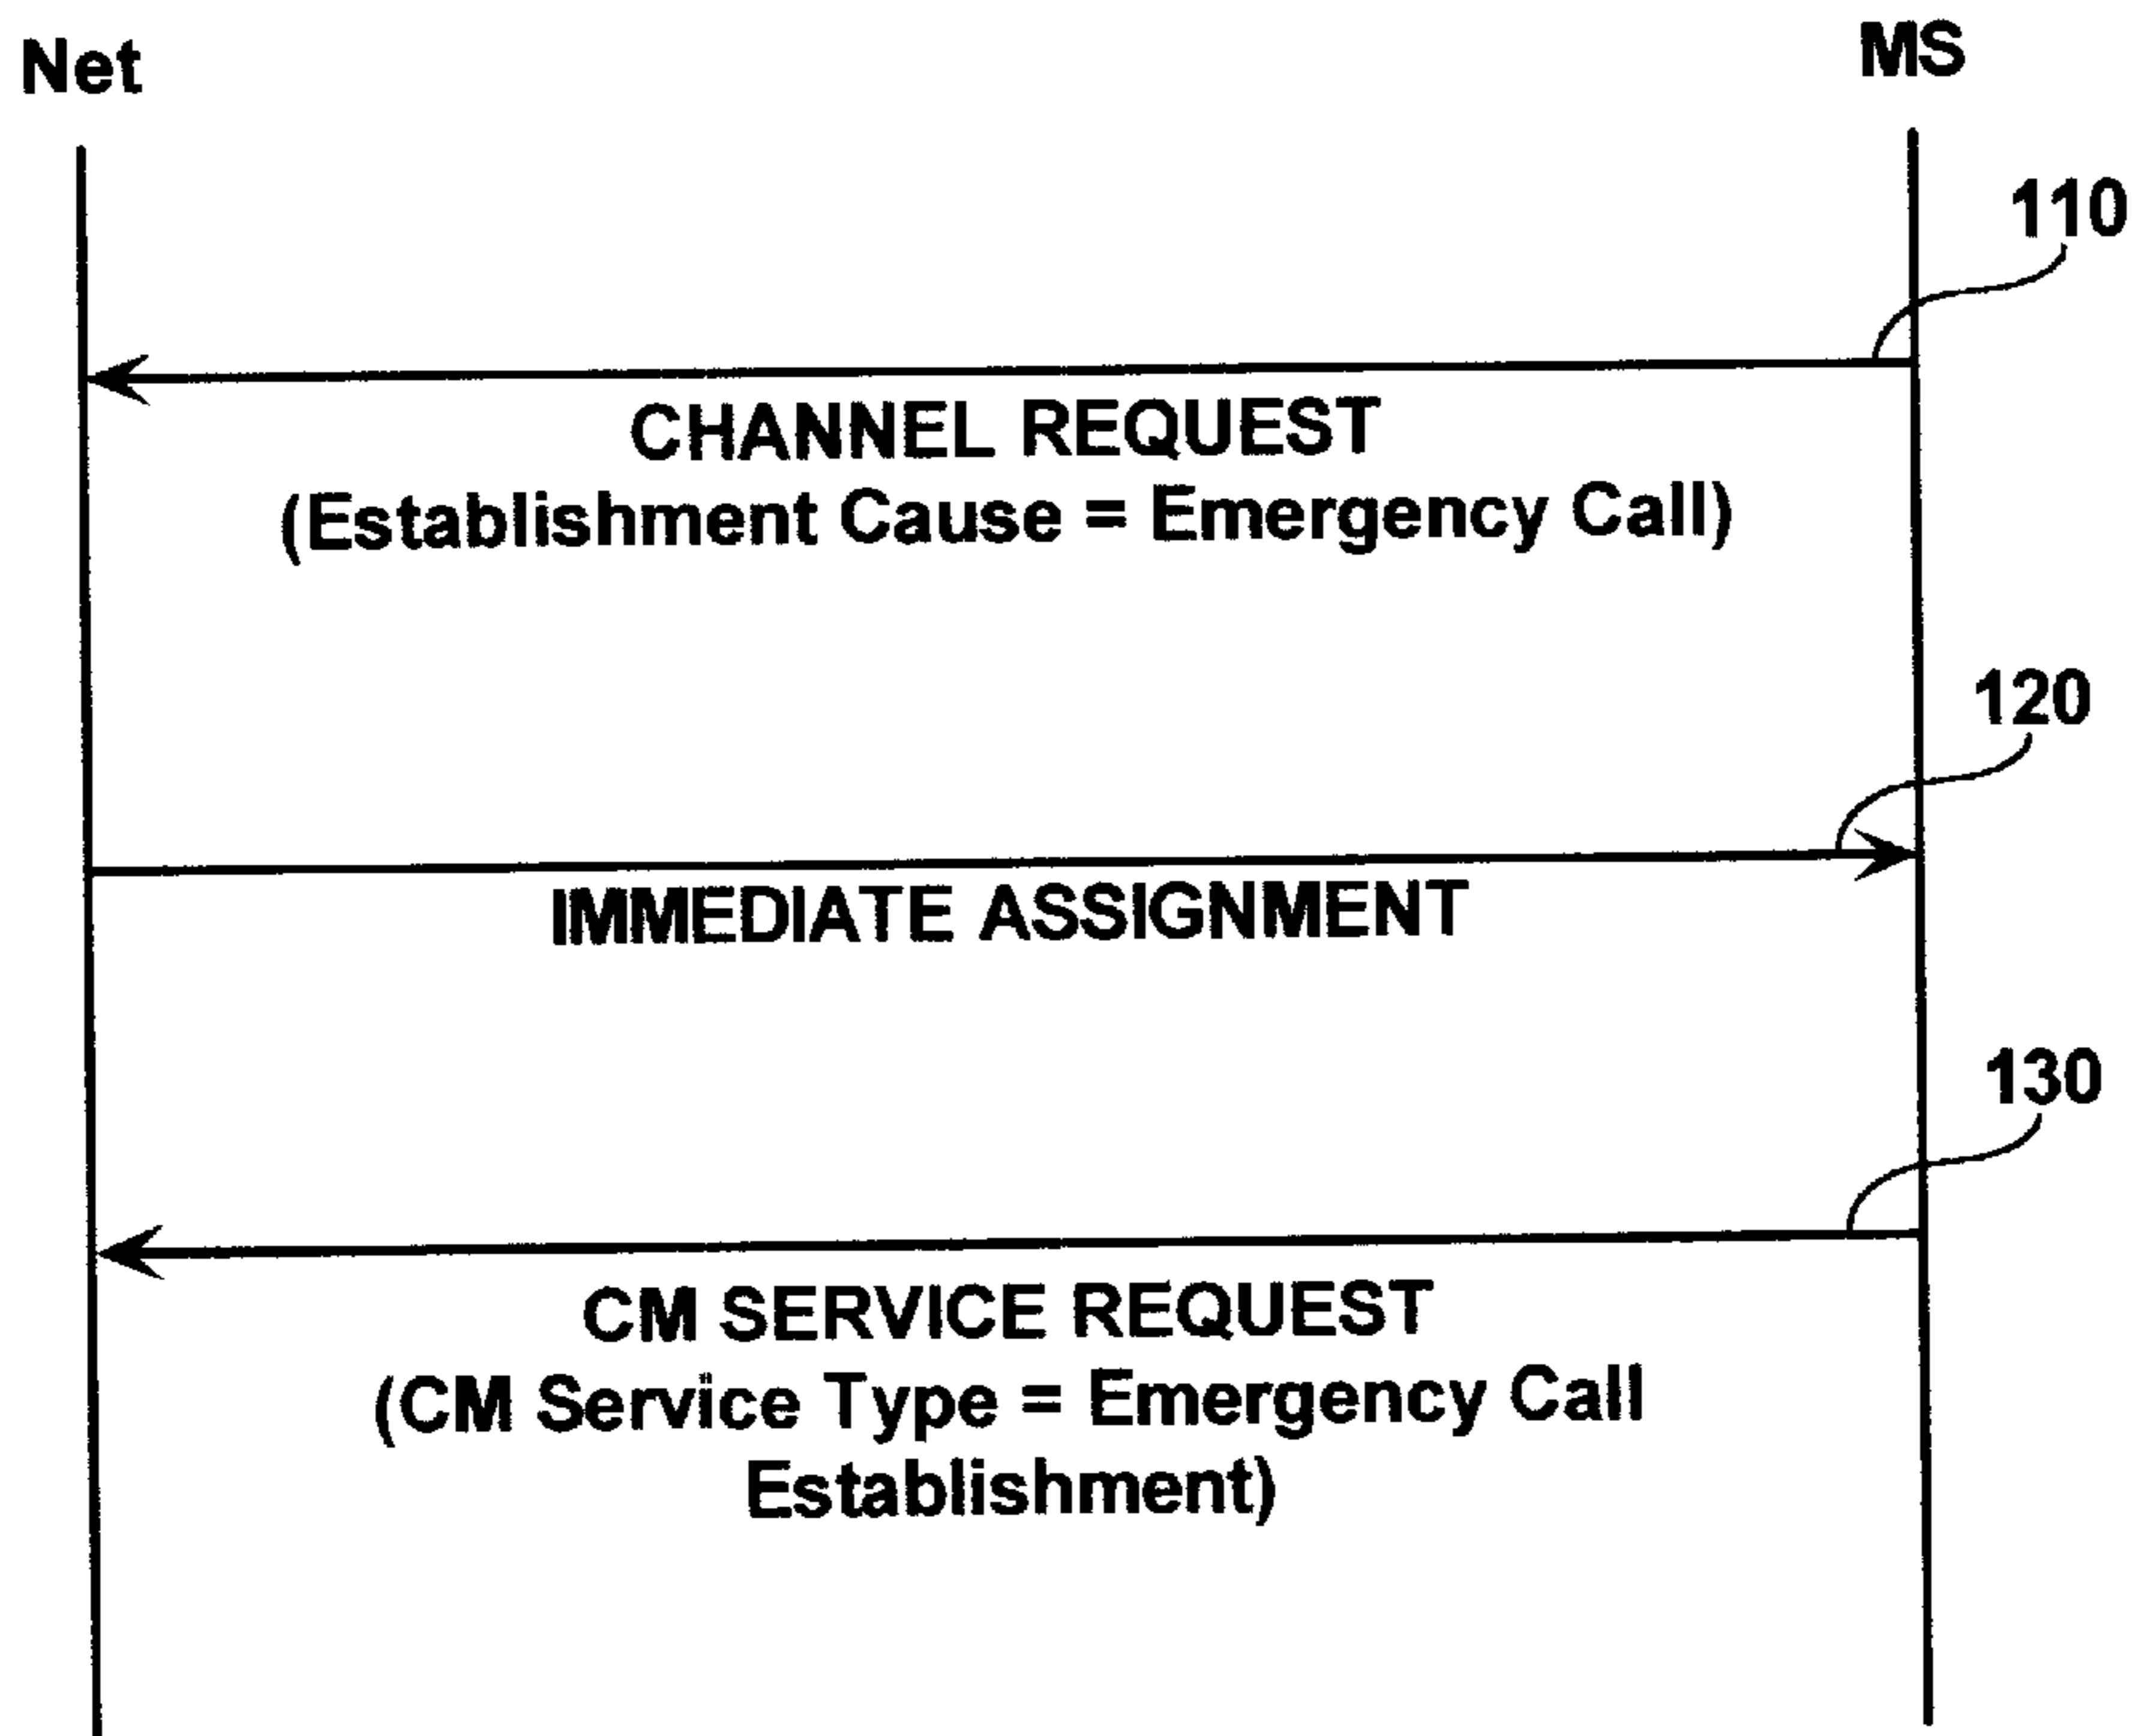 Net
MS
110
CHANNEL REQUEST
(Establishment Cause = Emergency Call)
120
IMMEDIATE ASSIGNMENT
130
CM SERVICE REQUEST
(CM Service Type = Emergency Call
Establishment)